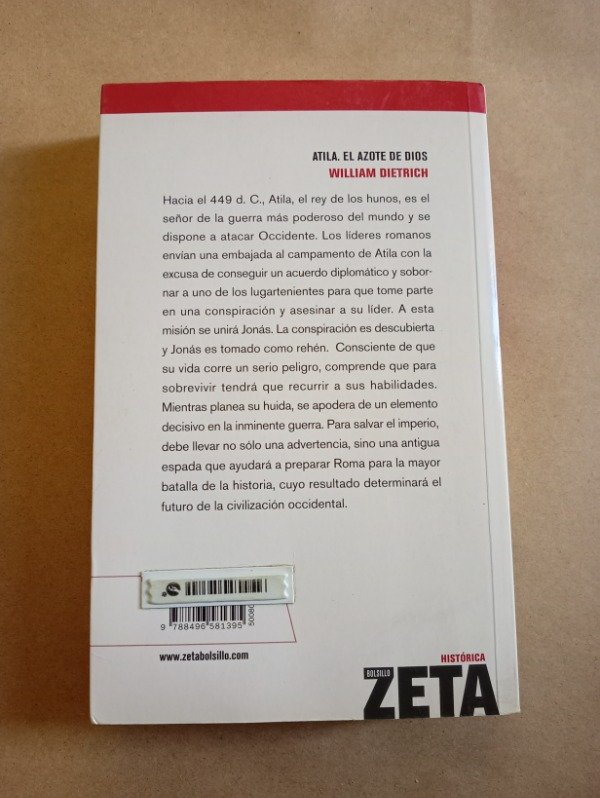 ATILA. EL AZOTE DE DIOS
WILLIAM DIETRICH
Hacia el 449 d. C., Atila, el rey de los hunos, es el
señor de la guerra más poderoso del mundo y se
dispone a atacar Occidente. Los líderes romanos
envían una embajada al campamento de Atila con la
excusa de conseguir un acuerdo diplomático y sobor-
nar a uno de los lugartenientes para que tome parte
en una conspiración y asesinar a su líder. A esta
misión se unirá Jonás. La conspiración es descubierta
y Jonás es tomado como rehén. Consciente de que
su vida corre un serio peligro, comprende que para
sobrevivir tendrá que recurrir a sus habilidades.
Mientras planea su huida, se apodera de un elemento
decisivo en la inminente guerra. Para salvar el imperio,
debe llevar no sólo una advertencia, sino una antigua
espada que ayudará a preparar Roma para la mayor
batalla de la historia, cuyo resultado determinará el
futuro de la civilización occidental.
9 788496 581395
www.zetabolsillo.com
HISTÓRICA
BOLSILLO
ZETA